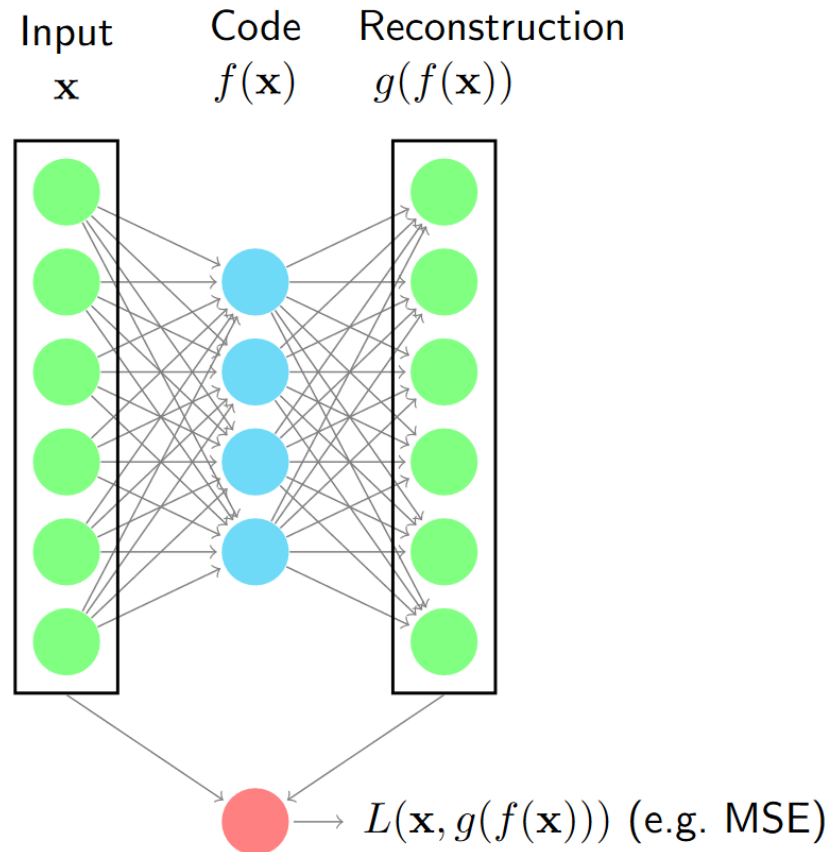 Input
x
Code
f(x)
Reconstruction
g(f(x))
L(x, g(f(x))) (e.g. MSE)